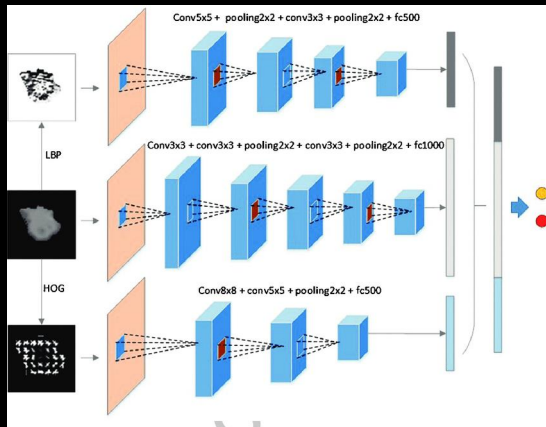 Conv5x5 + pooling2x2 + conv3x3 + pooling2x2 + fc500
LBP
Conv3x3 + conv3x3 + pooling2x2 + conv3x3 + pooling2x2 + fc1000
HOG
Conv8x8 + conv5x5 + pooling2x2 + fc500